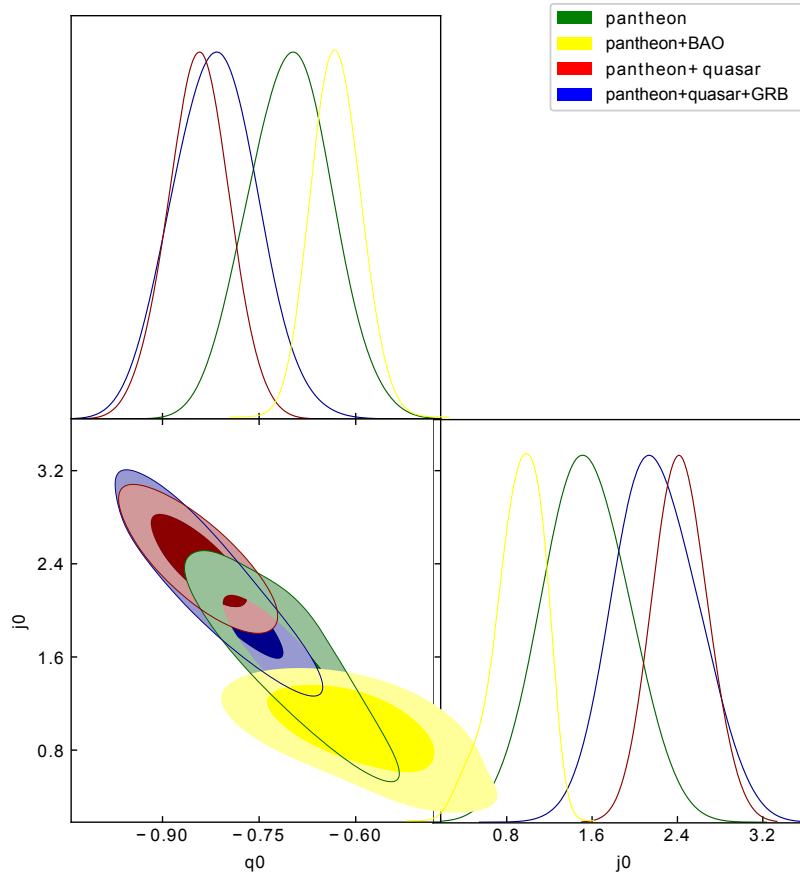 pantheon
pantheon+BAO
pantheon+ quasar
pantheon+quasar+GRB
3.2
2.4
1.6
0.8
j0
−0.90 −0.75 −0.60
q0
0.8 1.6 2.4 3.2
j0